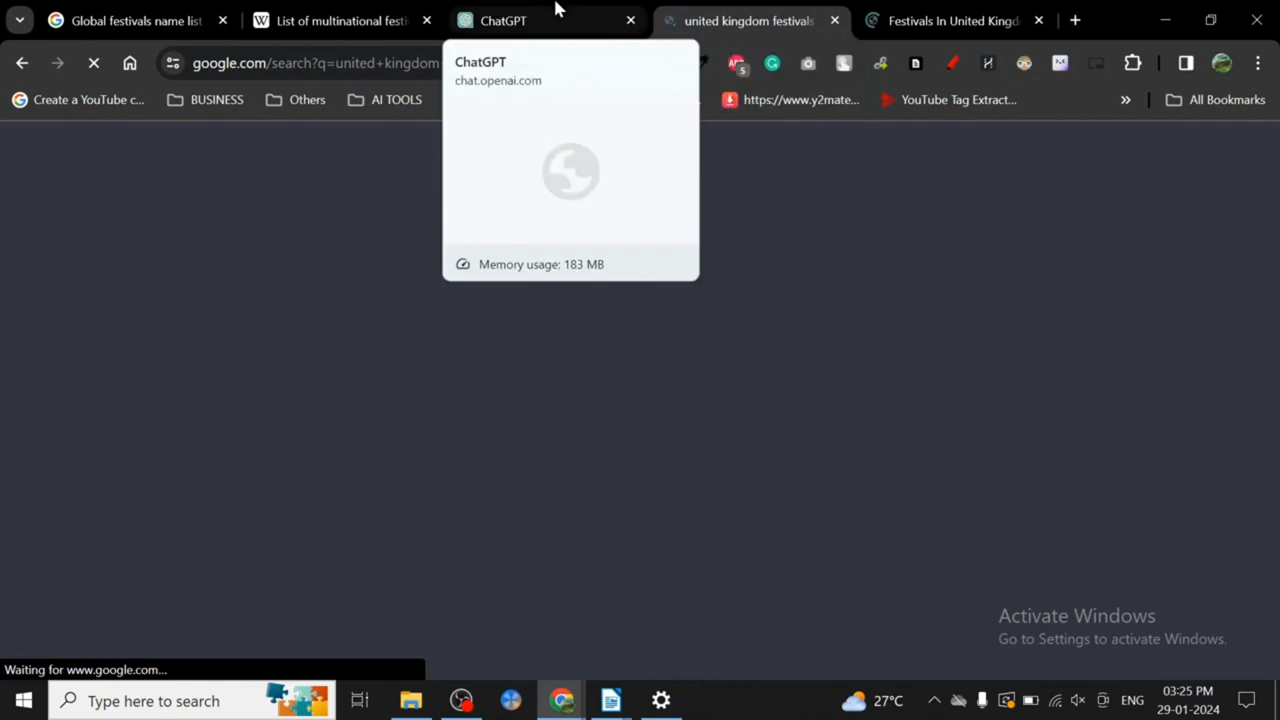 Global festivals name list
List of multinational festi
ChatGPT
united kingdom festivals
Festivals In United Kingd
google.com/search?q=united+kingdom
5
Create a YouTube c...
BUSINESS
Others
AI TOOLS
https://www.y2mate...
YouTube Tag Extract...
All Bookmarks
ChatGPT
chat.openai.com
Memory usage: 183 MB
Activate Windows
Go to Settings to activate Windows.
Waiting for www.google.com...
Type here to search
27°C
ENG
03:25 PM
29-01-2024